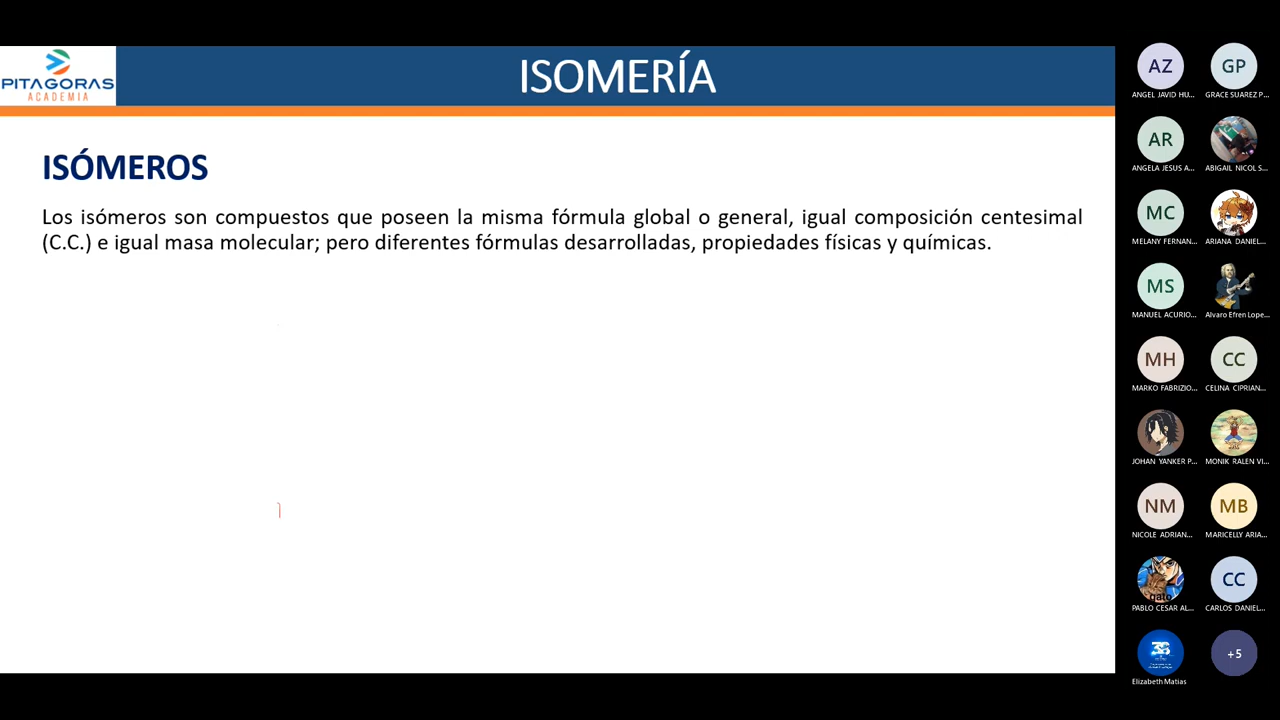 PITAGORAS
ACADEMIA
ISOMERÍA
ISÓMEROS
Los isómeros son compuestos que poseen la misma fórmula global o general, igual composición centesimal
(C.C.) e igual masa molecular; pero diferentes fórmulas desarrolladas, propiedades físicas y químicas.
AZ
GP
ANGEL JAVID HU...
GRACE SUAREZ P...
AR
ANGELA JESUS A...
ABIGAIL NICOL S...
MC
MELANY FERNAN...
ARIANA DANIEL...
MS
MANUEL ACURIO...
Alvaro Efren Lope...
MH
CC
MARKO FABRIZIO...
CELINA CIPRIAN...
JOHAN YANKER P...
MONIK RALEN VI...
NM
MB
NICOLE ADRIAN...
MARICELLY ARIA...
gato
CC
PABLO CESAR AL...
CARLOS DANIEL...
+5
Elizabeth Matias